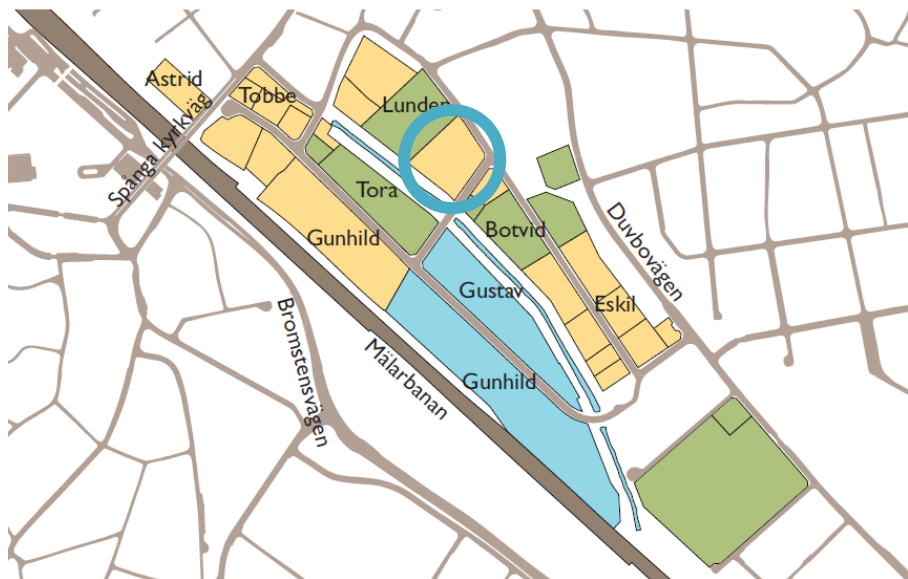 Astrid
Tobbe
Lunden
Spånga kyrkväg
Tora
Gunhild
Botvid
Duvbovägen
Gustav
Eskil
Bromstensvägen
Mälarbanan
Gunhild